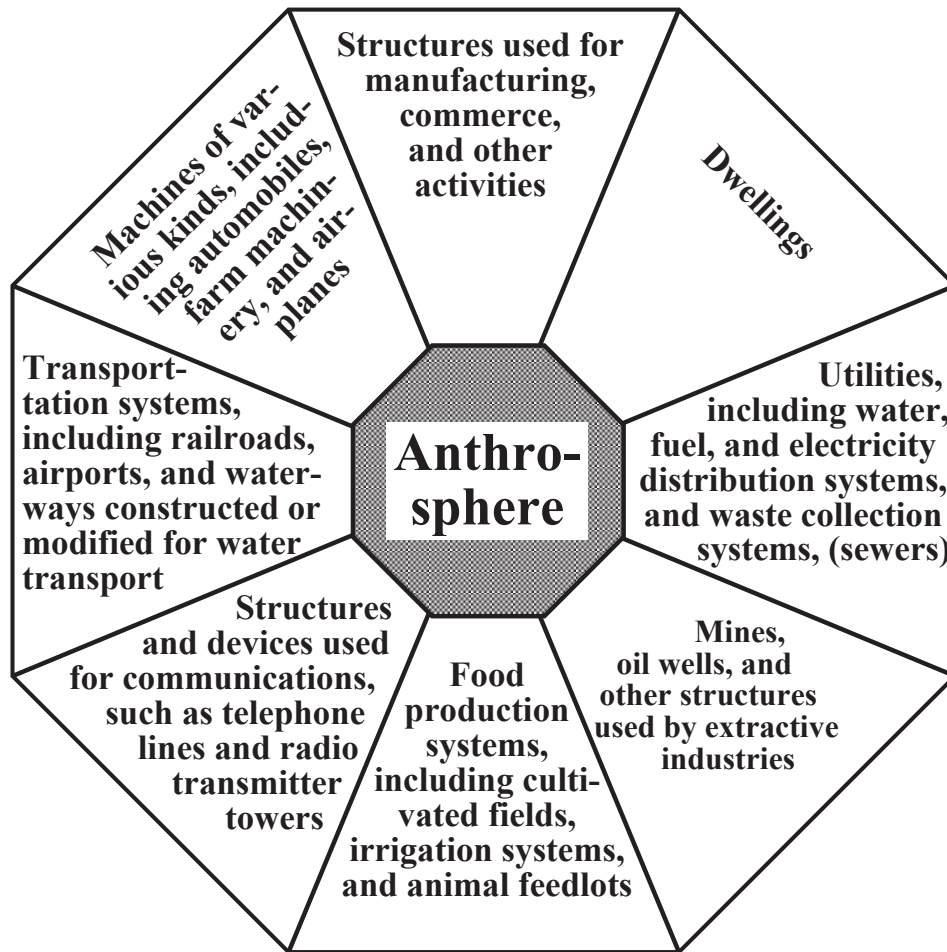 Structures used for
manufacturing,
commerce,
and other
activities
Dwellings
Utilities,
including water,
fuel, and electricity
distribution systems,
and waste collection
systems, (sewers)
Mines,
oil wells, and
other structures
used by extractive
industries
Food
production
systems,
including culti-
vated fields,
irrigation systems,
and animal feedlots
Structures
and devices used
for communications,
such as telephone
lines and radio
transmitter
towers
Transport-
tation systems,
including railroads,
airports, and water-
ways constructed or
modified for water
transport
Machines of var-
ious kinds, includ-
ing automobiles,
farm machin-
ery, and air-
planes
Anthro-
sphere